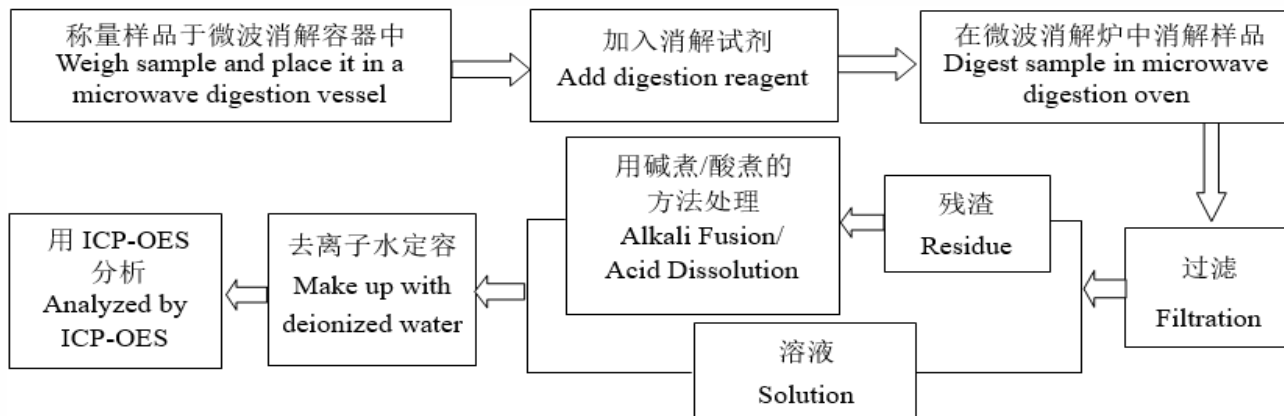 称量样品于微波消解容器中
Weigh sample and place it in a
microwave digestion vessel
加入消解试剂
Add digestion reagent
在微波消解炉中消解样品
Digest sample in microwave
digestion oven
过滤
Filtration
残渣
Residue
用碱煮/酸煮的
方法处理
Alkali Fusion/
Acid Dissolution
溶液
Solution
去离子水定容
Make up with
deionized water
用 ICP-OES
分析
Analyzed by
ICP-OES